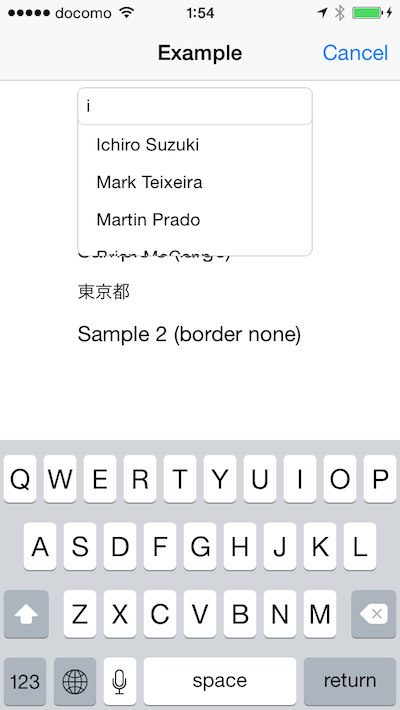 docomo 1:54
Example Cancel
i
Ichiro Suzuki
Mark Teixeira
Martin Prado
東京都
Sample 2 (border none)
Q W E R T Y U I O P
A S D F G H J K L
Z X C V B N M
123 space return